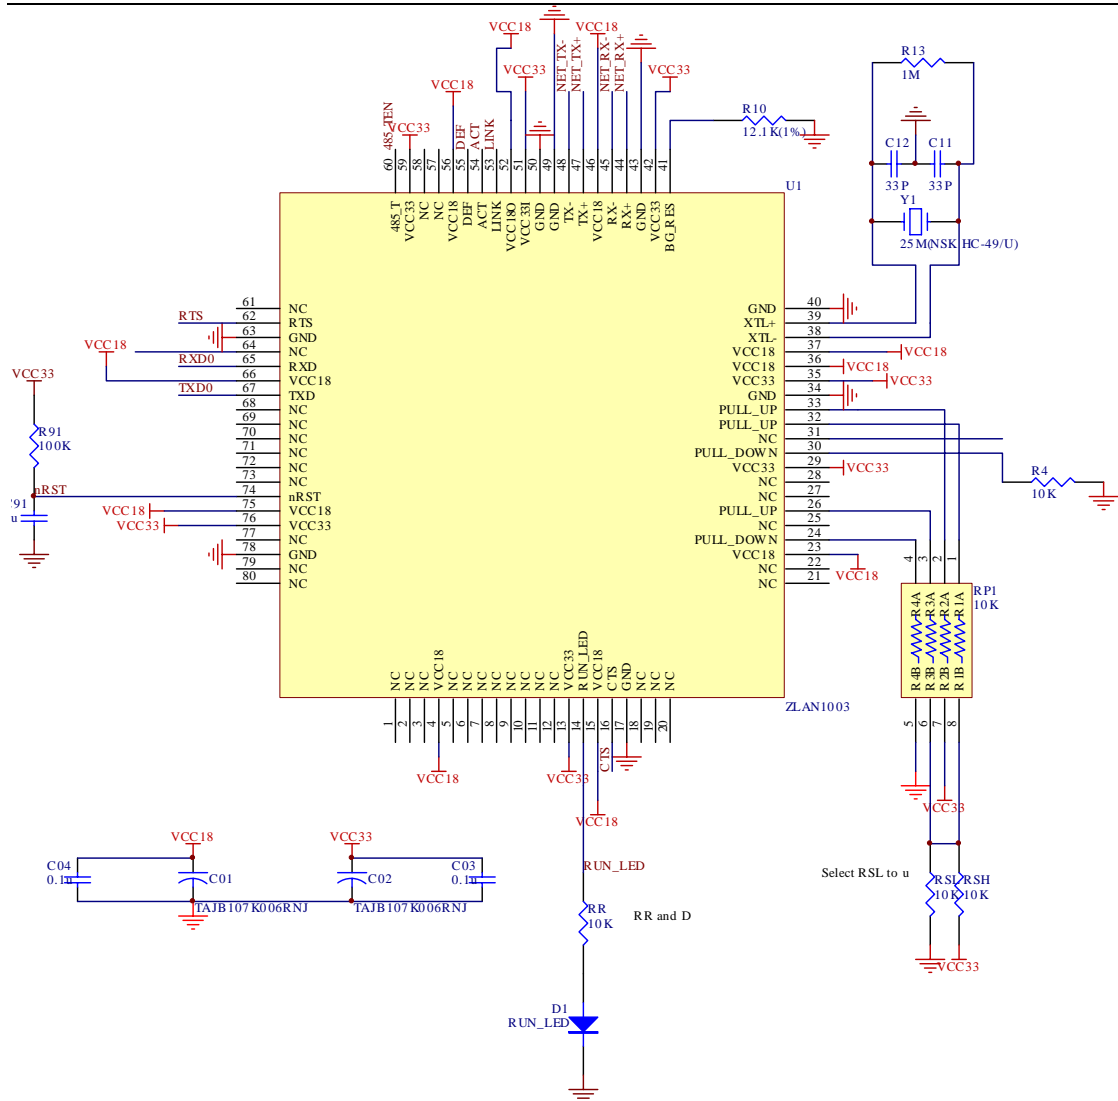 VCC18
VCC18
VCC33
VCC33
VCC18
VCC33
485_TEN
DEF
ACT
LINK
NET_TX-
NET_TX+
NET_RX-
NET_RX+
R10
12.1K(1%)
R13
1M
C12
C11
33P
33P
Y1
25M(NSK HC-49/U)
60
59
58
57
56
55
54
53
52
51
50
49
48
47
46
45
44
43
42
41
U1
485_T
VCC33
NC
NC
VCC18
DEF
ACT
LINK
VCC18O
VCC33I
GND
GND
TX-
TX+
VCC18
RX-
RX+
GND
VCC33
BG_RES
61 NC
RTS 62 RTS
63 GND
VCC18 64 NC
RXD0 65 RXD
66 VCC18
TXD0 67 TXD
68 NC
69 NC
70 NC
71 NC
72 NC
73 NC
nRST 74 nRST
VCC18 75 VCC18
VCC33 76 VCC33
77 NC
78 GND
79 NC
80 NC
VCC33
R91
100K
91
u
GND 40
XTL+ 39
XTL- 38
VCC18 37 VCC18
VCC18 36 VCC18
VCC33 35 VCC33
GND 34
PULL_UP 33
PULL_UP 32
NC 31
PULL_DOWN 30
VCC33 29 VCC33
NC 28
NC 27
PULL_UP 26
NC 25
PULL_DOWN 24
VCC18 23
NC 22
NC 21
VCC18
R4
10K
4
3
2
1
RP1
10K
R4A
R3A
R2A
R1A
R4B
R3B
R2B
R1B
5
6
7
8
NC
NC
NC
VCC18
NC
NC
NC
NC
NC
NC
NC
NC
VCC33
RUN_LED
VCC18
CTS
GND
NC
NC
NC
ZLAN1003
1
2
3
4
5
6
7
8
9
10
11
12
13
14
15
16
17
18
19
20
CTS
VCC18
VCC33
VCC18
VCC33
VCC18
VCC33
C04
0.1u
C01
C02
C03
0.1u
TAJB107K006RNJ
TAJB107K006RNJ
RUN_LED
RR
10K
RR and D
Select RSL to u
RSL
10K
RSH
10K
VCC33
D1
RUN_LED